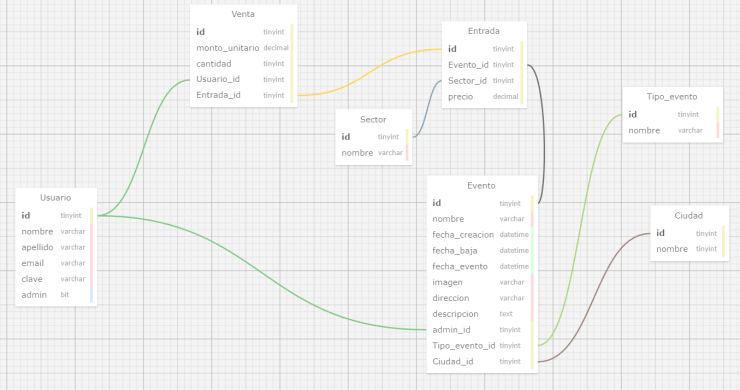 Venta
id tinyint
monto_unitario decimal
cantidad tinyint
Usuario_id tinyint
Entrada_id tinyint
Entrada
id tinyint
Evento_id tinyint
Sector_id tinyint
precio decimal
Sector
id tinyint
nombre varchar
Tipo_evento
id tinyint
nombre varchar
Usuario
id tinyint
nombre varchar
apellido varchar
email varchar
clave varchar
admin bit
Evento
id tinyint
nombre varchar
fecha_creacion datetime
fecha_baja datetime
fecha_evento datetime
imagen varchar
direccion varchar
descripcion text
admin_id tinyint
Tipo_evento_id tinyint
Ciudad_id tinyint
Ciudad
id tinyint
nombre tinyint